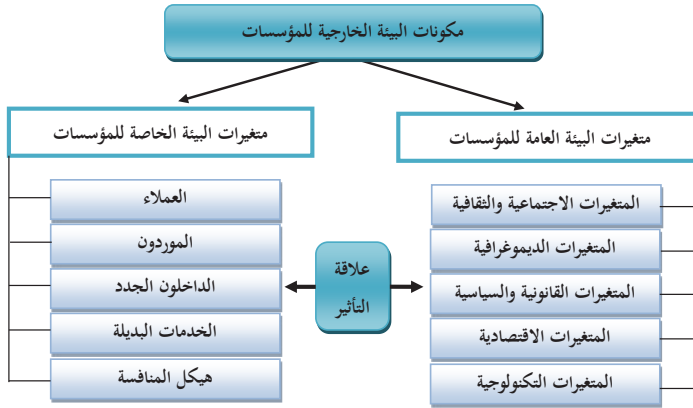 مكونات البيئة الخارجية للمؤسسات
متغيرات البيئة العامة للمؤسسات
المتغيرات الاجتماعية والثقافية
المتغيرات الديموغرافية
المتغيرات القانونية والسياسية
المتغيرات الاقتصادية
المتغيرات التكنولوجية
علاقة
التأثير
متغيرات البيئة الخاصة للمؤسسات
العملاء
الموردون
الداخلون الجدد
الخدمات البديلة
هيكل المنافسة